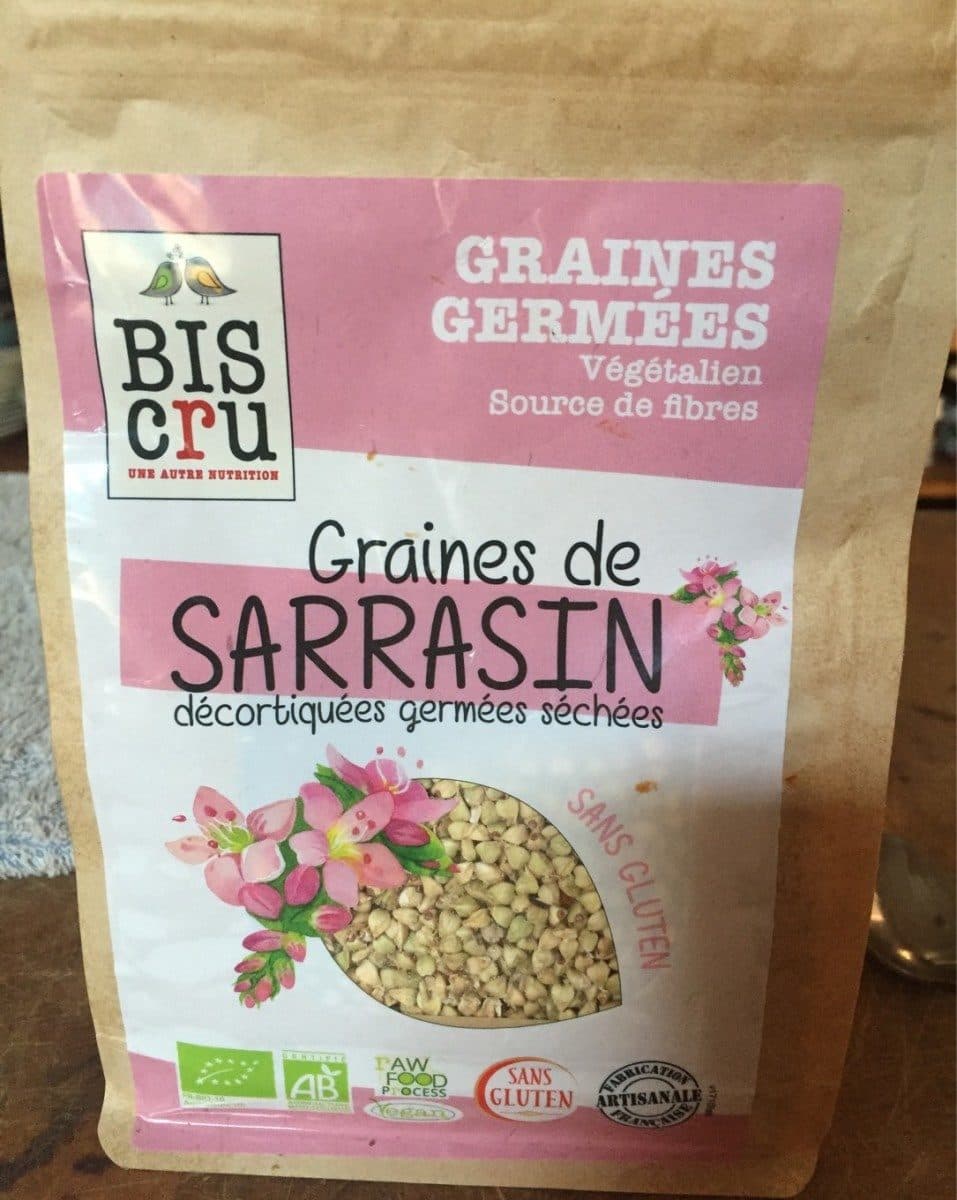 GRAINES
GERMÉES
Végétalien
Source de fibres
BIS
cru
UNE AUTRE NUTRITION
Graines de
SARRASIN
décortiquées germées séchées
SANS GLUTEN
CERTIFIÉ
AB
RAW
FOOD
PROCESS
Vegan
SANS
GLUTEN
FABRICATION
ARTISANALE
FRANÇAISE